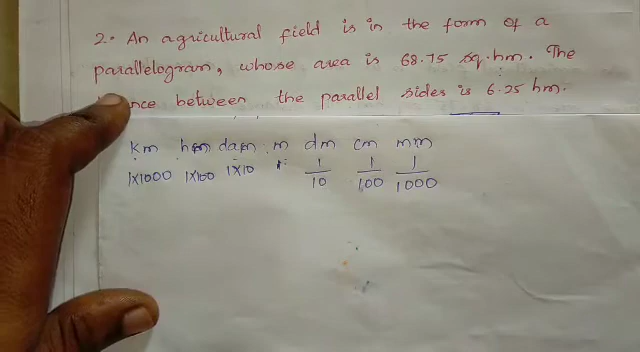 2. An agricultural field is in the form of a
parallelogram, whose area is 68.75 sq.hm. The
nce between the parallel sides is 6.25 hm.
km hm dam m dm cm mm
1x1000 1x100 1x10 1 1/10 1/100 1/1000